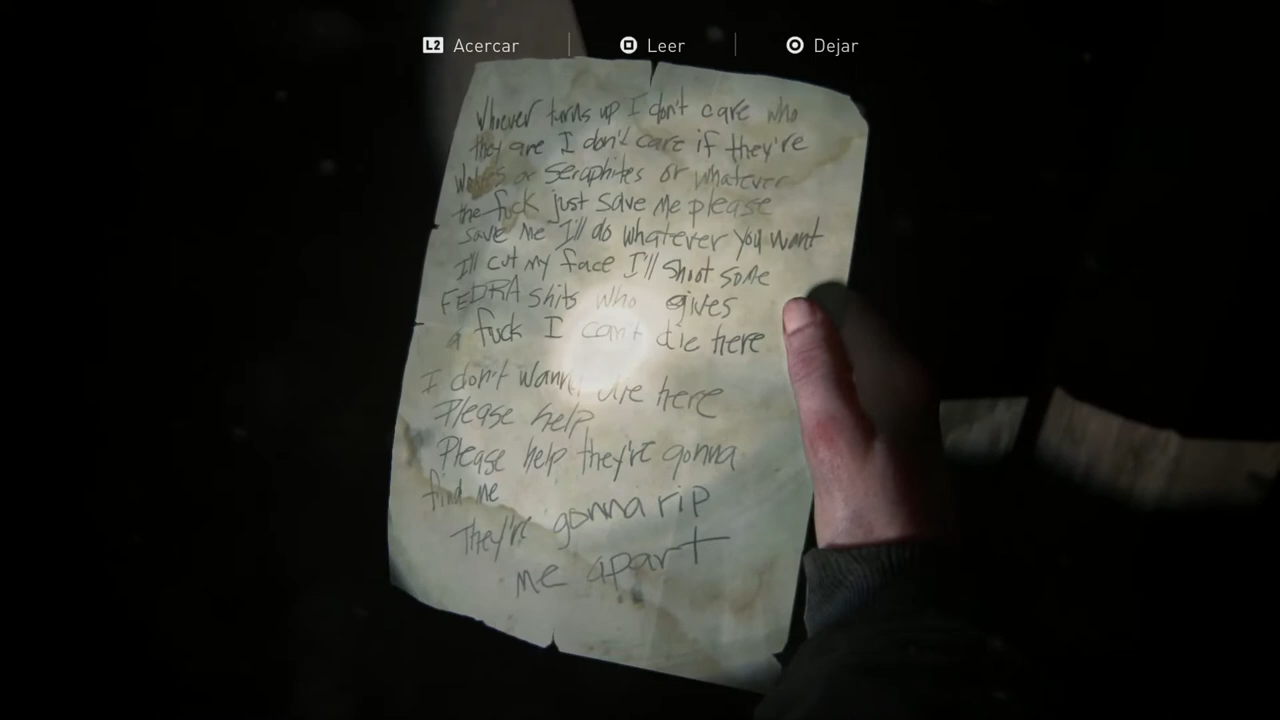 L2 Acercar
Leer
Dejar
Whoever turns up I don't care who
they are I don't care if they're
Wolves or Seraphites or whatever
the fuck just save me please
save me I'll do whatever you want
I'll cut my face I'll shoot some
FEDRA shits who gives
a fuck I can't die here
I don't wanna die here
Please help
Please help they're gonna
find me
They're gonna rip
me apart